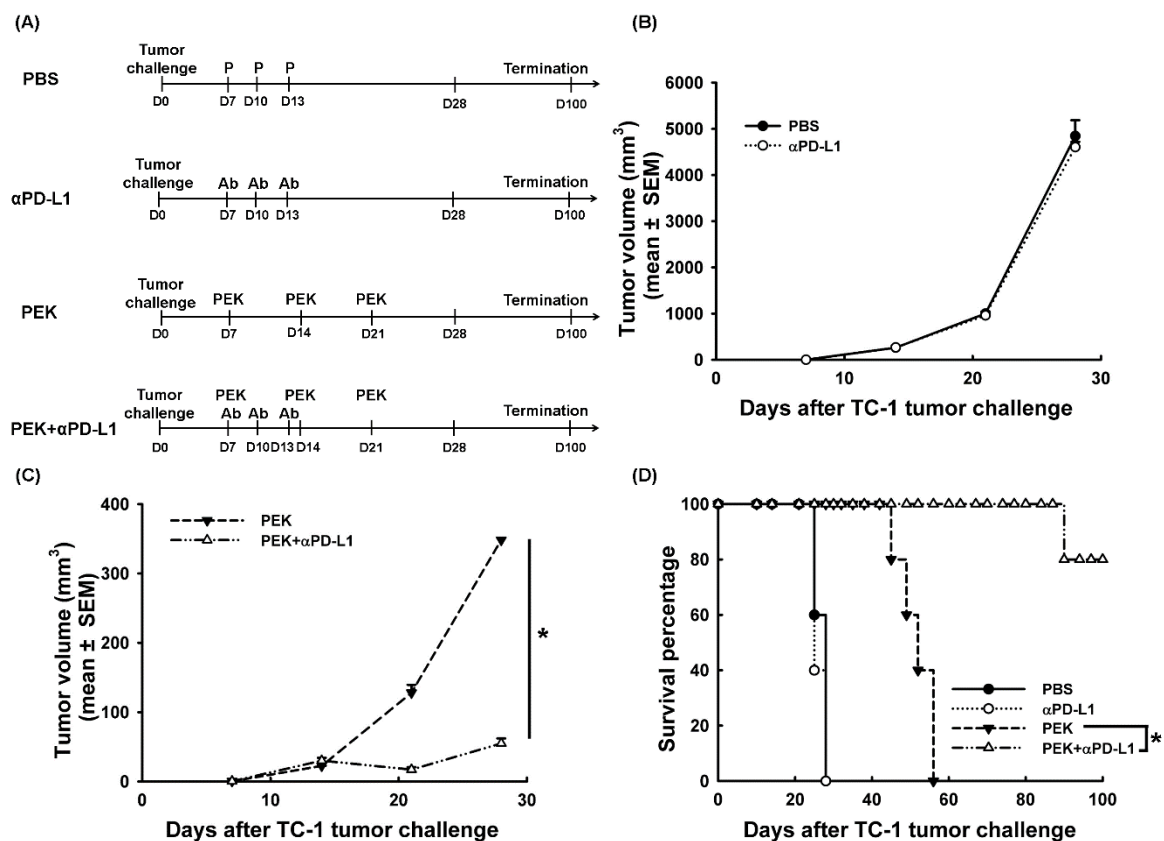 (A)
Tumor
challenge P P P Termination
PBS
D0 D7 D10 D13 D28 D100
Tumor
challenge Ab Ab Ab Termination
αPD-L1
D0 D7 D10 D13 D28 D100
Tumor
challenge PEK PEK PEK Termination
PEK
D0 D7 D14 D21 D28 D100
Tumor PEK PEK PEK
challenge Ab Ab Ab Termination
PEK+αPD-L1
D0 D7 D10 D13 D14 D21 D28 D100
(B)
Tumor volume (mm³)
(mean ± SEM)
6000
5000
4000
3000
2000
1000
0
PBS
αPD-L1
0 10 20 30
Days after TC-1 tumor challenge
(C)
Tumor volume (mm³)
(mean ± SEM)
400
300
200
100
0
PEK
PEK+αPD-L1
*
0 10 20 30
Days after TC-1 tumor challenge
(D)
Survival percentage
100
80
60
40
20
0
PBS
αPD-L1
PEK
PEK+αPD-L1
*
0 20 40 60 80 100
Days after TC-1 tumor challenge